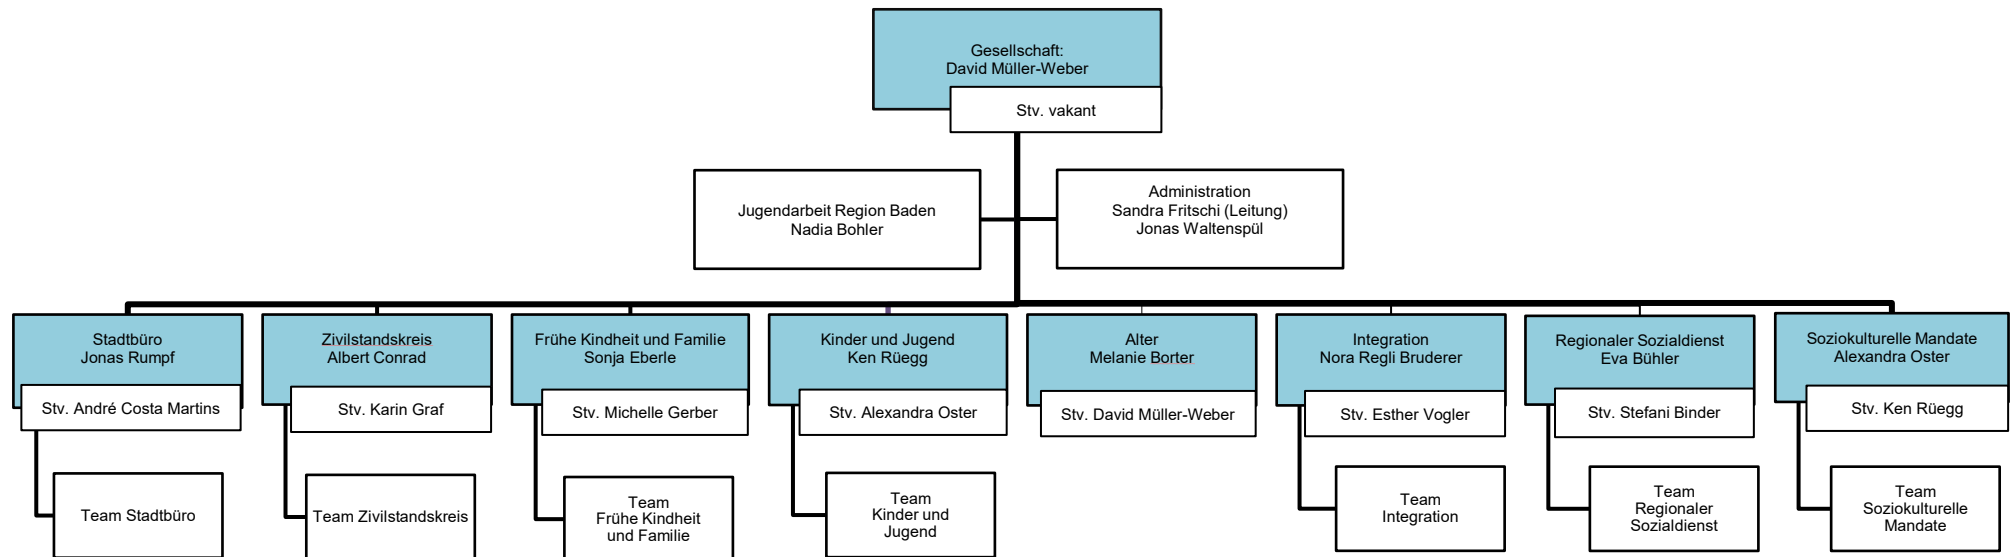 Gesellschaft:
David Müller-Weber
Stv. vakant
Jugendarbeit Region Baden
Nadia Bohler
Administration
Sandra Fritschi (Leitung)
Jonas Waltenspül
Stadtbüro
Jonas Rumpf
Stv. André Costa Martins
Team Stadtbüro
Zivilstandskreis
Albert Conrad
Stv. Karin Graf
Team Zivilstandskreis
Frühe Kindheit und Familie
Sonja Eberle
Stv. Michelle Gerber
Team
Frühe Kindheit
und Familie
Kinder und Jugend
Ken Rüegg
Stv. Alexandra Oster
Team
Kinder und
Jugend
Alter
Melanie Borter
Stv. David Müller-Weber
Integration
Nora Regli Bruderer
Stv. Esther Vogler
Team
Integration
Regionaler Sozialdienst
Eva Bühler
Stv. Stefani Binder
Team
Regionaler
Sozialdienst
Soziokulturelle Mandate
Alexandra Oster
Stv. Ken Rüegg
Team
Soziokulturelle
Mandate